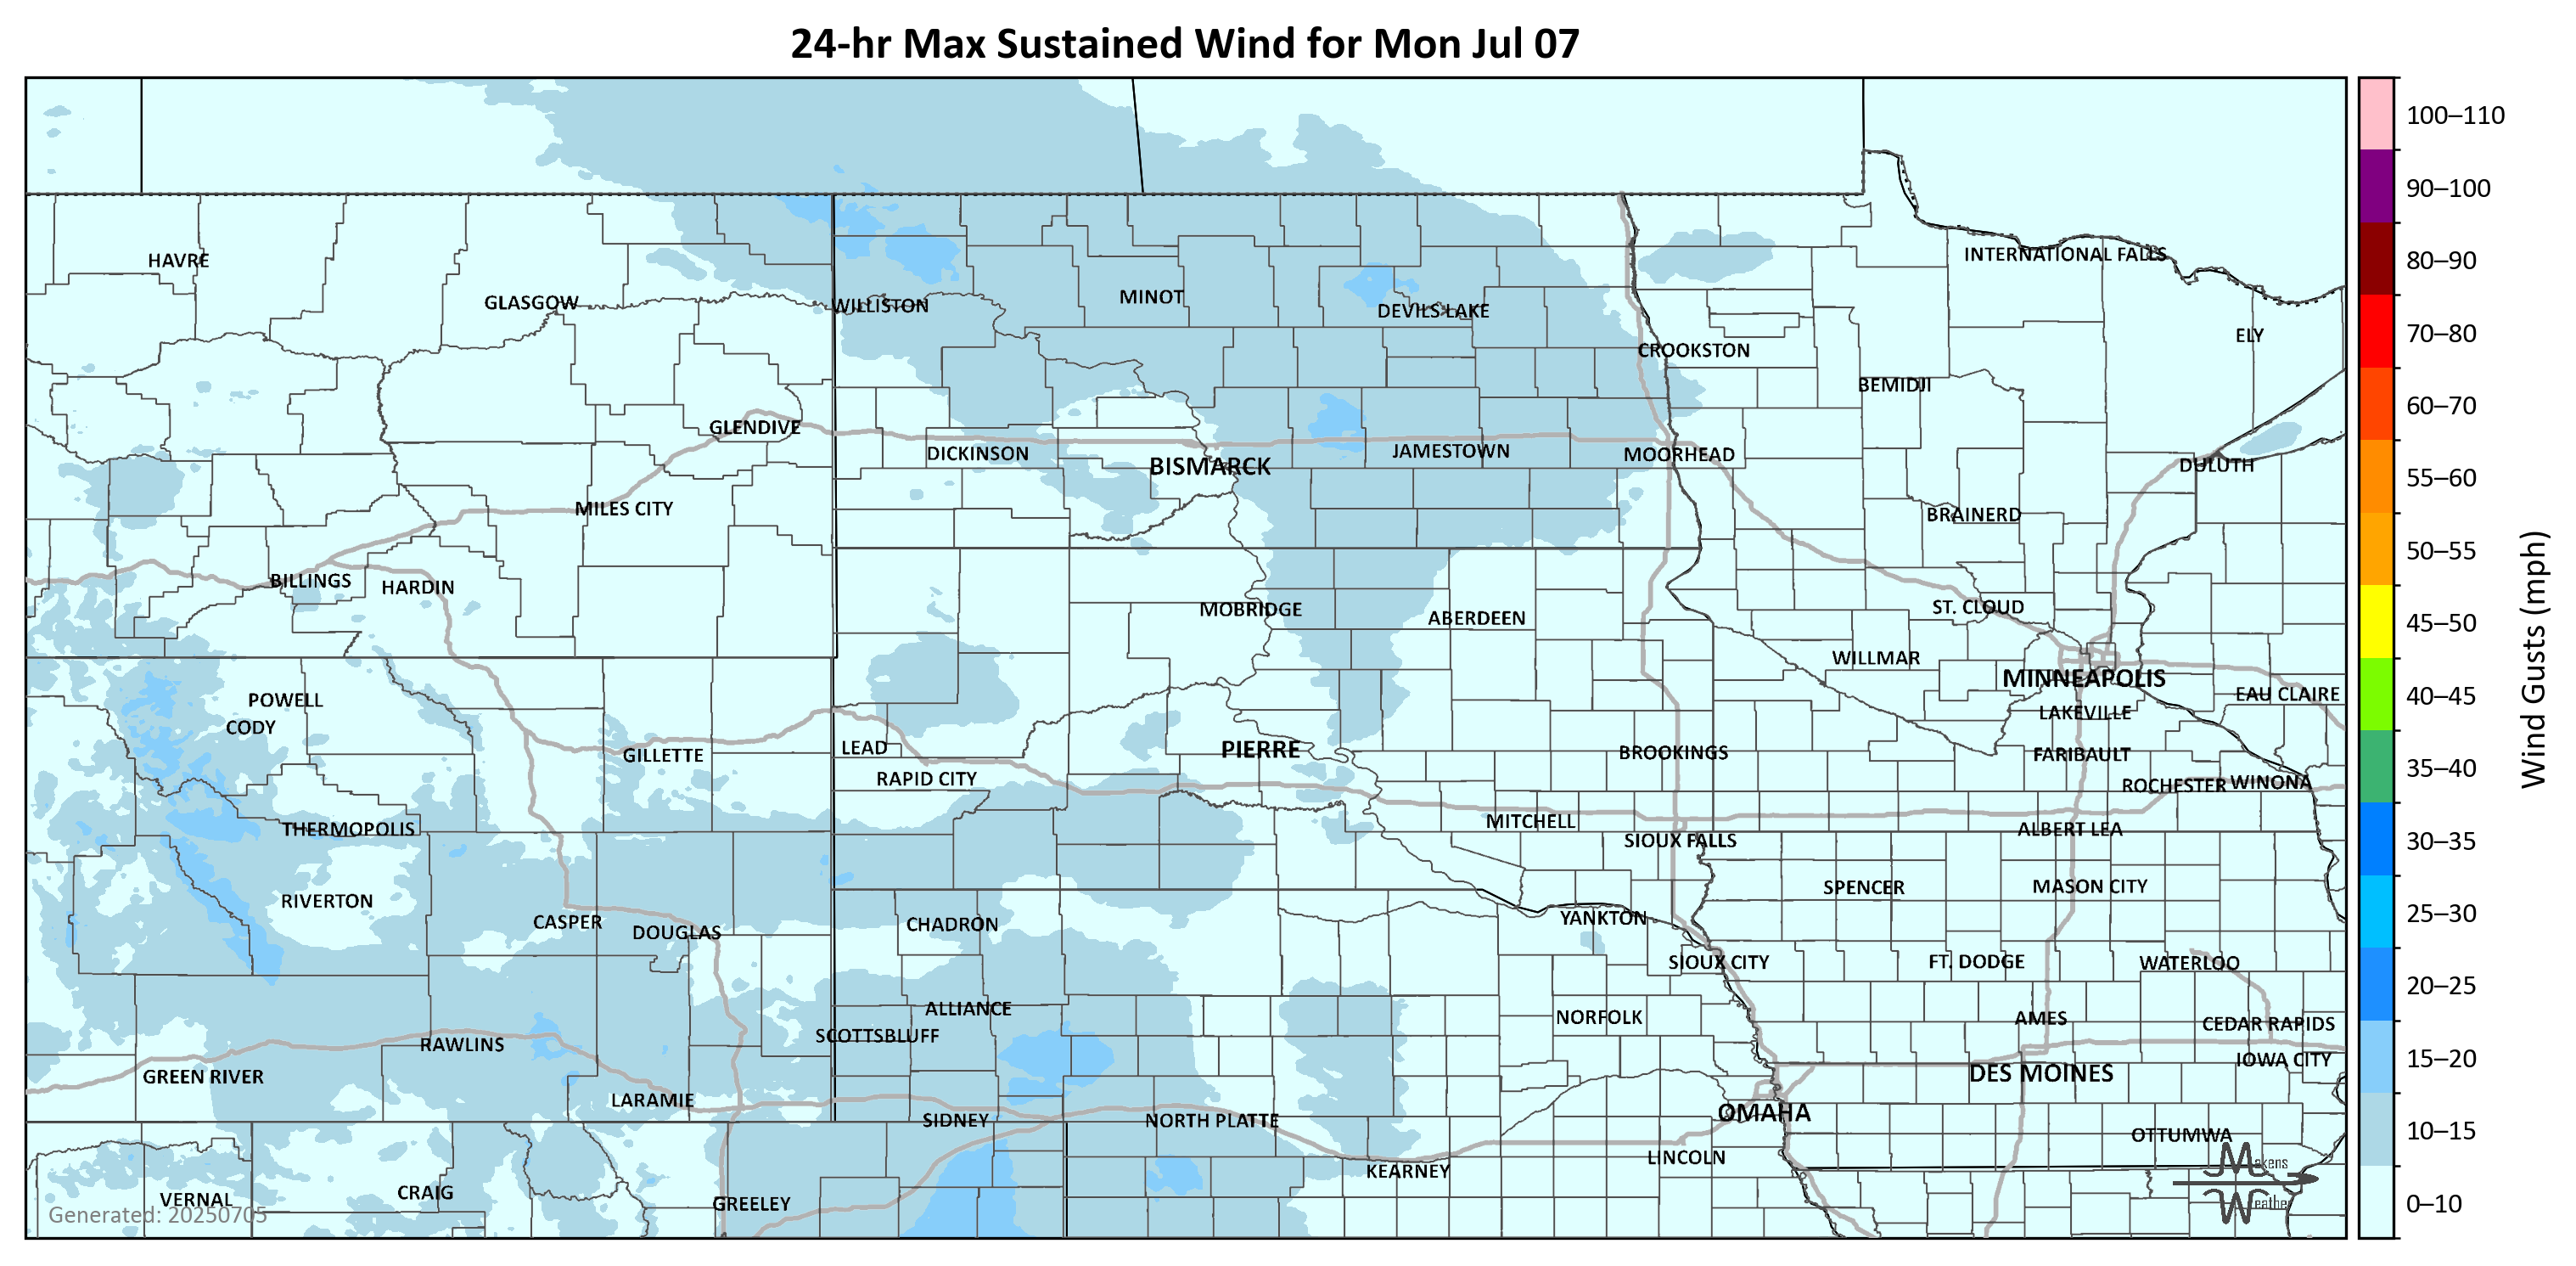 24-hr Max Sustained Wind for Mon Jul 07
100–110
90–100
80–90
70–80
60–70
55–60
50–55
45–50
40–45
35–40
30–35
25–30
20–25
15–20
10–15
0–10
Wind Gusts (mph)
HAVRE
GLASGOW
WILLISTON
MINOT
DEVILS LAKE
INTERNATIONAL FALLS
ELY
CROOKSTON
BEMIDJI
GLENDIVE
DICKINSON
BISMARCK
JAMESTOWN
MOORHEAD
DULUTH
MILES CITY
BRAINERD
BILLINGS
HARDIN
MOBRIDGE
ABERDEEN
ST. CLOUD
WILLMAR
MINNEAPOLIS
EAU CLAIRE
POWELL
CODY
LAKEVILLE
GILLETTE
LEAD
PIERRE
BROOKINGS
FARIBAULT
RAPID CITY
ROCHESTER
WINONA
THERMOPOLIS
MITCHELL
SIOUX FALLS
ALBERT LEA
RIVERTON
SPENCER
MASON CITY
CASPER
DOUGLAS
CHADRON
YANKTON
SIOUX CITY
FT. DODGE
WATERLOO
ALLIANCE
SCOTTSBLUFF
NORFOLK
AMES
CEDAR RAPIDS
RAWLINS
IOWA CITY
GREEN RIVER
DES MOINES
LARAMIE
SIDNEY
NORTH PLATTE
OMAHA
OTTUMWA
KEARNEY
LINCOLN
VERNAL
CRAIG
GREELEY
Makens
Weather
Generated: 20250705